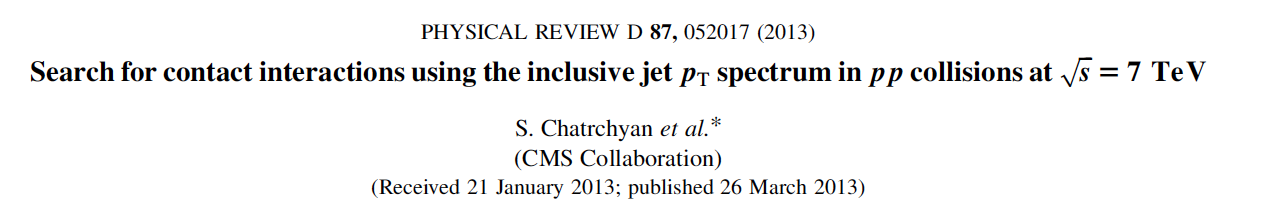 PHYSICAL REVIEW D 87, 052017 (2013)
Search for contact interactions using the inclusive jet pT spectrum in pp collisions at √s = 7 TeV
S. Chatrchyan et al.*
(CMS Collaboration)
(Received 21 January 2013; published 26 March 2013)